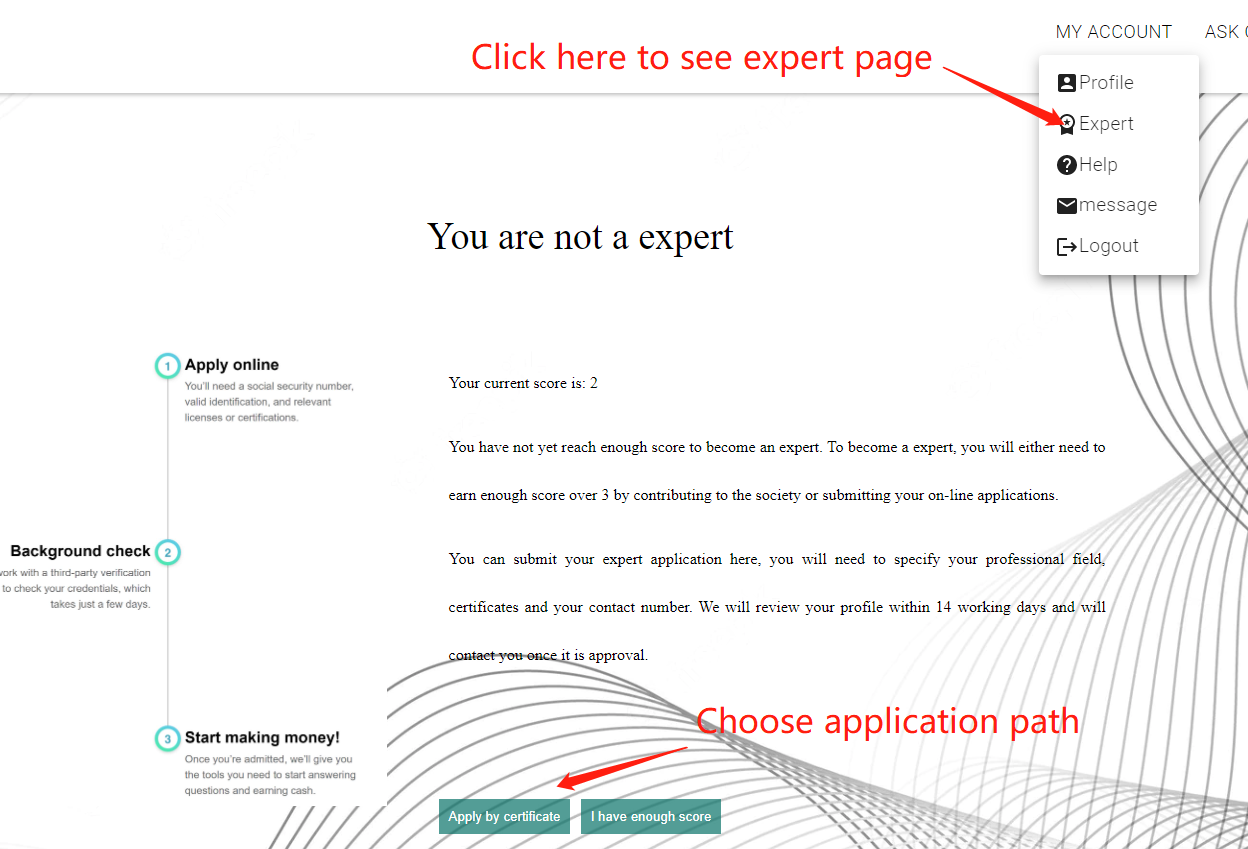 MY ACCOUNT
ASK
Click here to see expert page
Profile
Expert
Help
message
Logout
You are not a expert
1 Apply online
You'll need a social security number,
valid identification, and relevant
licenses or certifications.
Your current score is: 2
You have not yet reach enough score to become an expert. To become a expert, you will either need to
earn enough score over 3 by contributing to the society or submitting your on-line applications.
Background check 2
work with a third-party verification
to check your credentials, which
takes just a few days.
You can submit your expert application here, you will need to specify your professional field,
certificates and your contact number. We will review your profile within 14 working days and will
contact you once it is approval.
Choose application path
3 Start making money!
Once you're admitted, we'll give you
the tools you need to start answering
questions and earning cash.
Apply by certificate
I have enough score